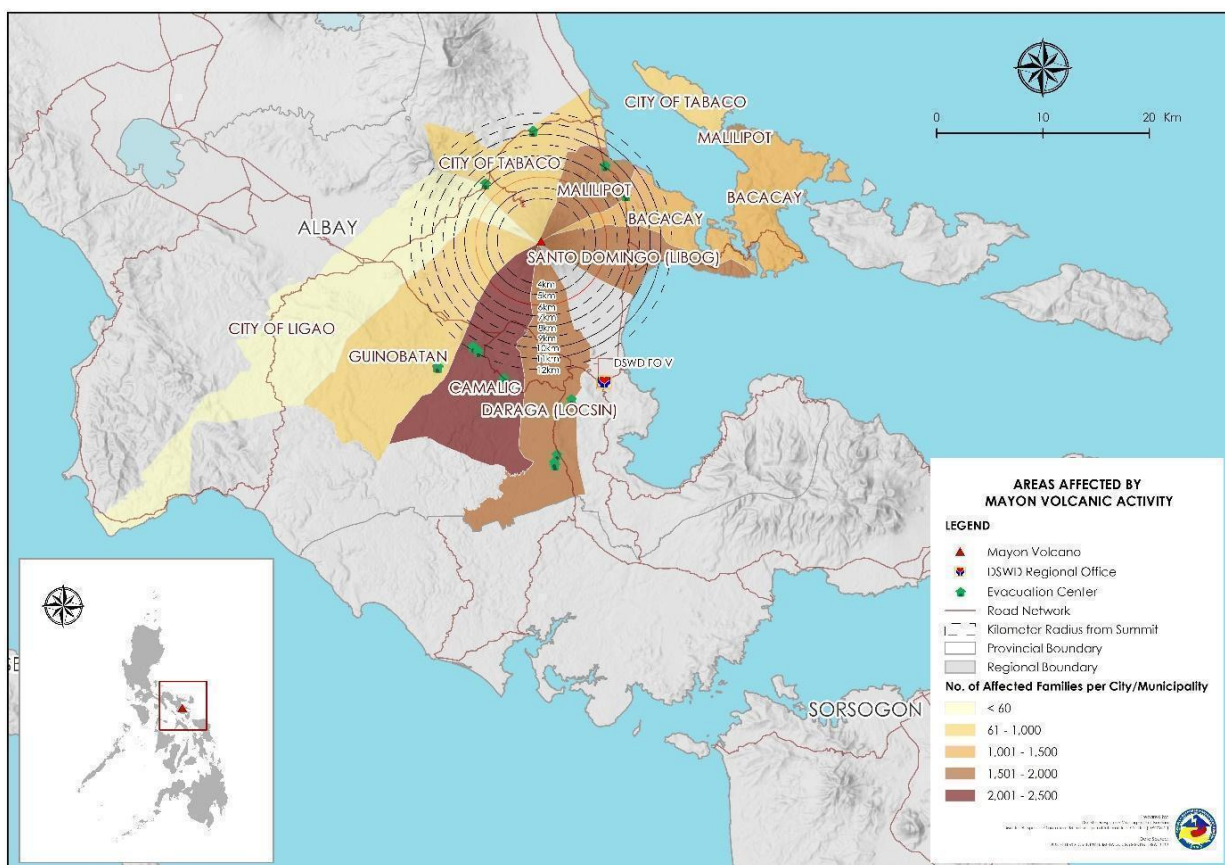 CITY OF TABACO
0 10 20 Km
MALILIPOT
CITY OF TABACO
MALILIPOT
BACACAY
BACACAY
ALBAY
SANTO DOMINGO (LIBOG)
4km
5km
6km
7km
8km
9km
10km
11km
12km
CITY OF LIGAO
GUINOBATAN
DSWD FO V
CAMALIG
DARAGA (LOCSIN)
SORSOGON
AREAS AFFECTED BY
MAYON VOLCANIC ACTIVITY
LEGEND
Mayon Volcano
DSWD Regional Office
Evacuation Center
Road Network
Kilometer Radius from Summit
Provincial Boundary
Regional Boundary
No. of Affected Families per City/Municipality
< 60
61 - 1,000
1,001 - 1,500
1,501 - 2,000
2,001 - 2,500